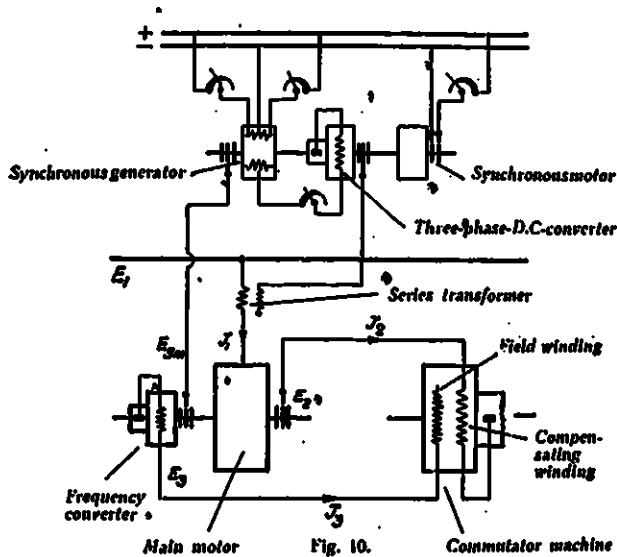 +
−
Synchronous generator
Synchronousmotor
Three-phase-D.C-converter
E₁
Series transformer
J₂
E₃ₘ
J₁
Field winding
E₂
E₃
Compen-
sating
winding
Frequency
converter
J₃
Main motor
Fig. 10.
Commutator machine